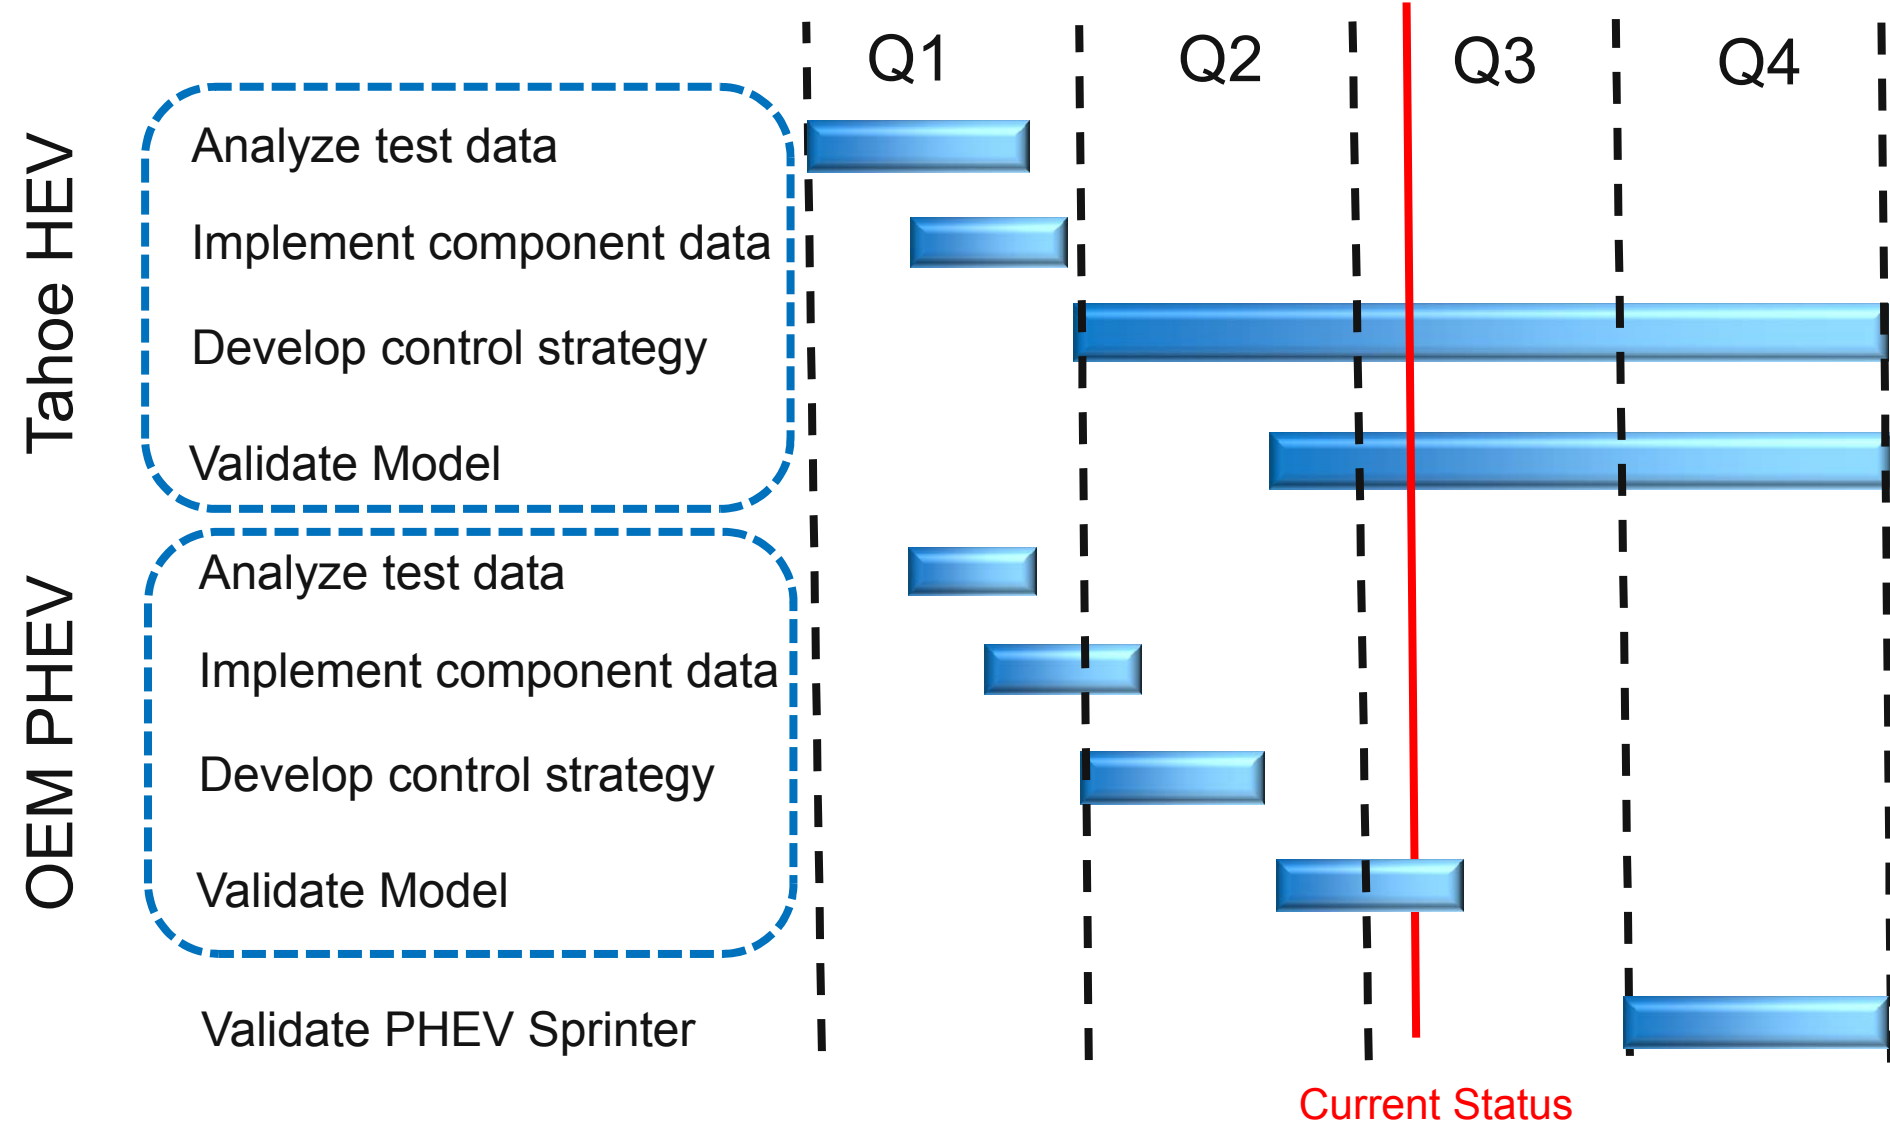 Q1 Q2 Q3 Q4
Tahoe HEV
Analyze test data
Implement component data
Develop control strategy
Validate Model
OEM PHEV
Analyze test data
Implement component data
Develop control strategy
Validate Model
Validate PHEV Sprinter
Current Status